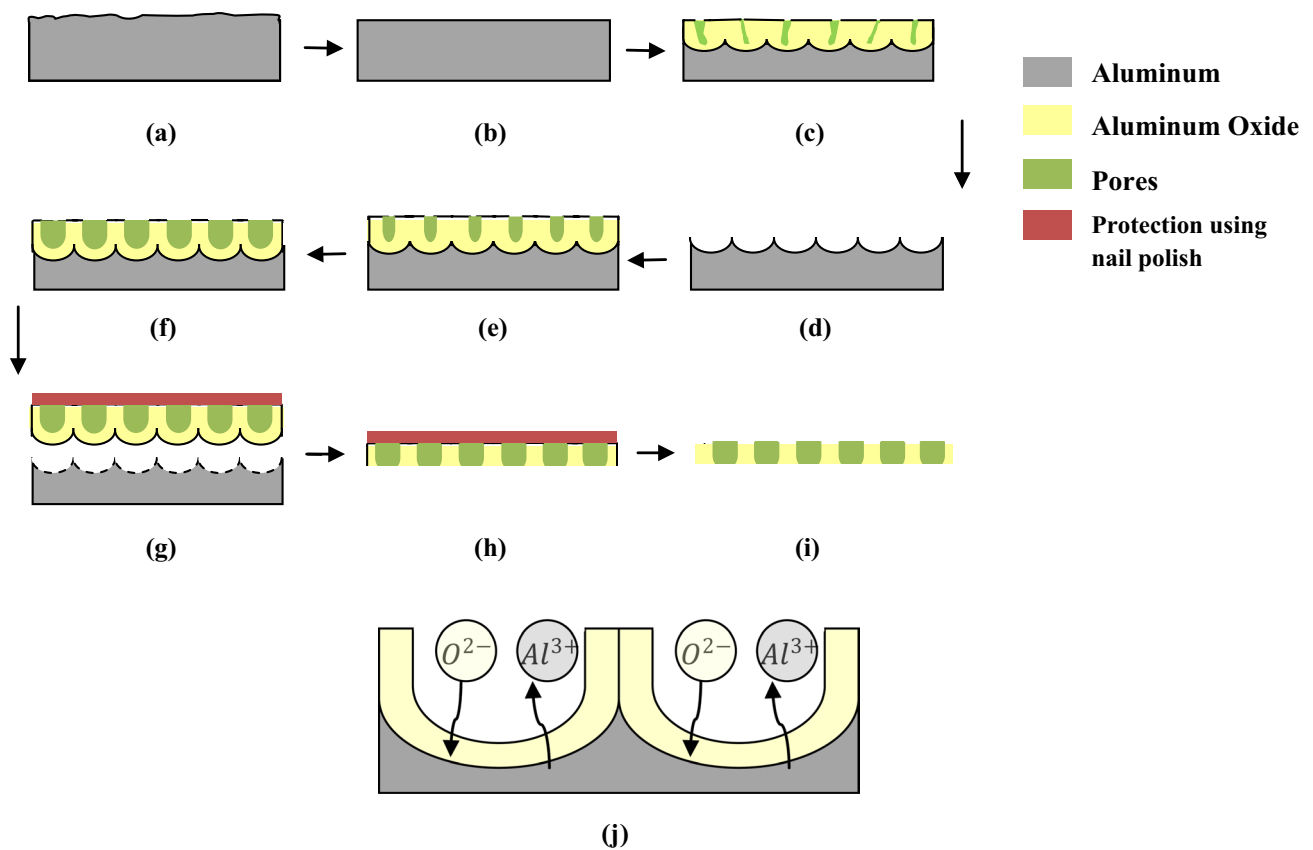 (a)
(b)
(c)
Aluminum
Aluminum Oxide
Pores
Protection using
nail polish
(f)
(e)
(d)
(g)
(h)
(i)
O²⁻
Al³⁺
O²⁻
Al³⁺
(j)